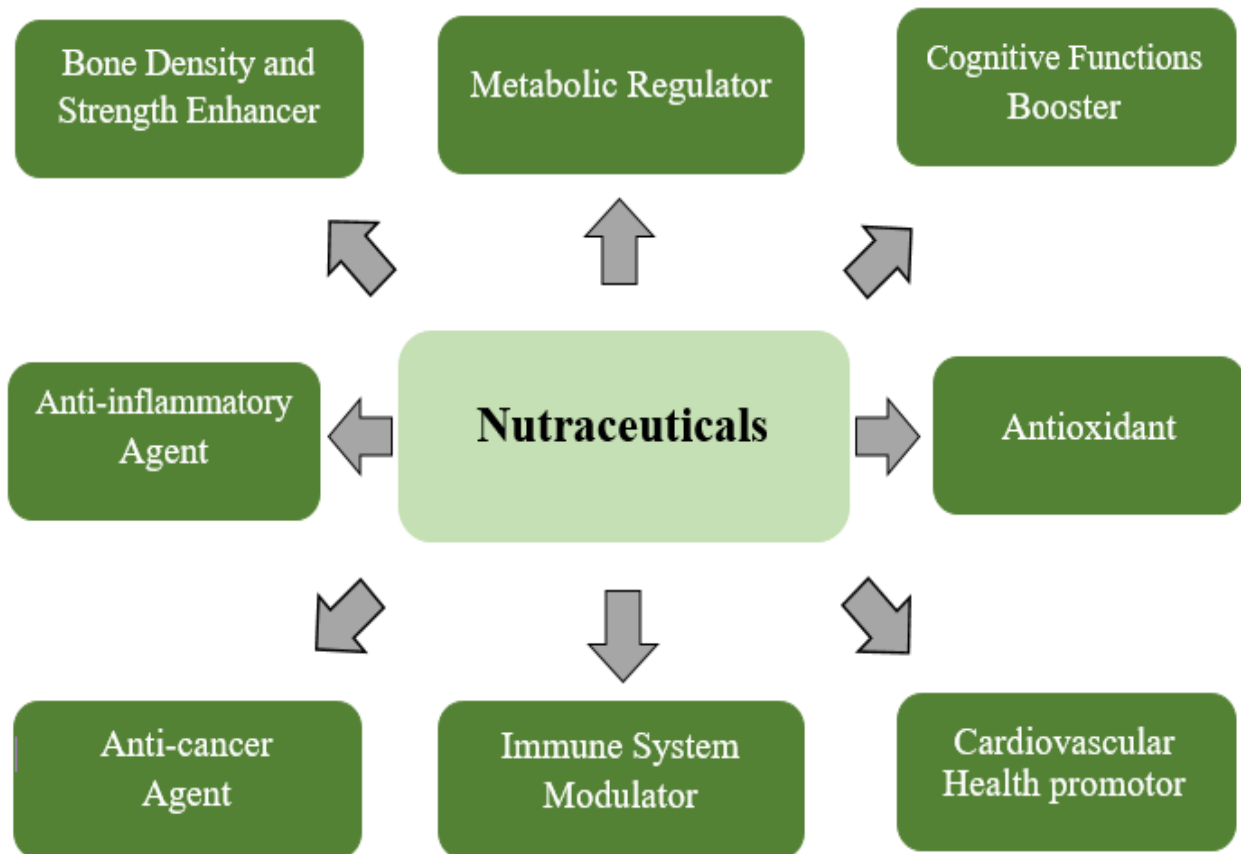 Bone Density and
Strength Enhancer
Metabolic Regulator
Cognitive Functions
Booster
Anti-inflammatory
Agent
Nutraceuticals
Antioxidant
Anti-cancer
Agent
Immune System
Modulator
Cardiovascular
Health promotor